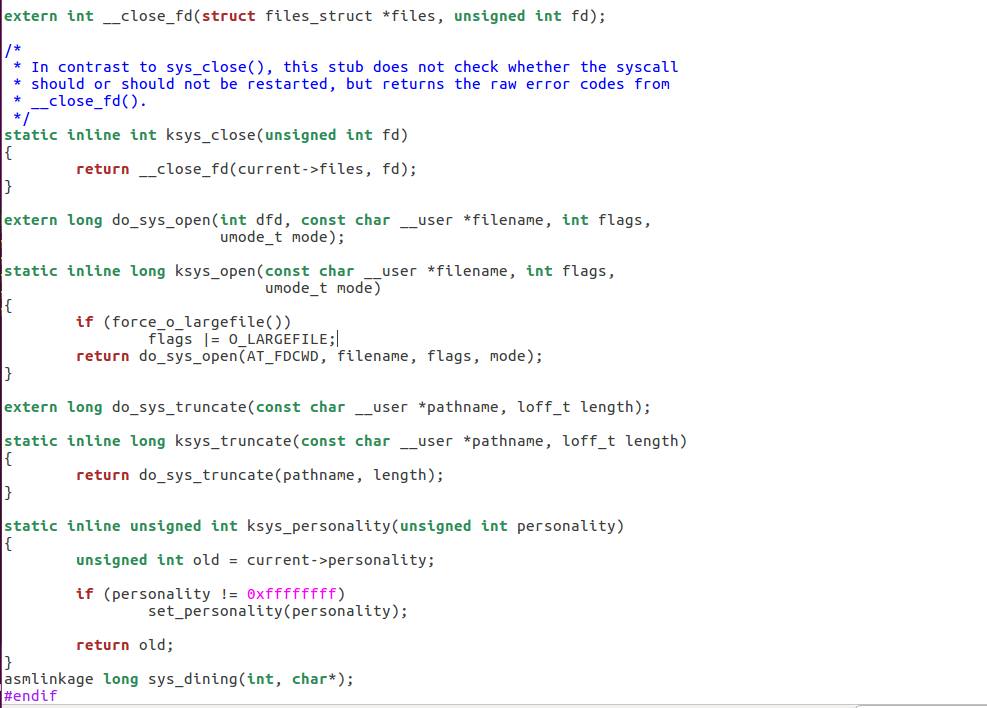 extern int __close_fd(struct files_struct *files, unsigned int fd);
/*
 * In contrast to sys_close(), this stub does not check whether the syscall
 * should or should not be restarted, but returns the raw error codes from
 * __close_fd().
 */
static inline int ksys_close(unsigned int fd)
{
        return __close_fd(current->files, fd);
}
extern long do_sys_open(int dfd, const char __user *filename, int flags,
                        umode_t mode);
static inline long ksys_open(const char __user *filename, int flags,
                             umode_t mode)
{
        if (force_o_largefile())
                flags |= O_LARGEFILE;
        return do_sys_open(AT_FDCWD, filename, flags, mode);
}
extern long do_sys_truncate(const char __user *pathname, loff_t length);
static inline long ksys_truncate(const char __user *pathname, loff_t length)
{
        return do_sys_truncate(pathname, length);
}
static inline unsigned int ksys_personality(unsigned int personality)
{
        unsigned int old = current->personality;
        if (personality != 0xffffffff)
                set_personality(personality);
        return old;
}
asmlinkage long sys_dining(int, char*);
#endif